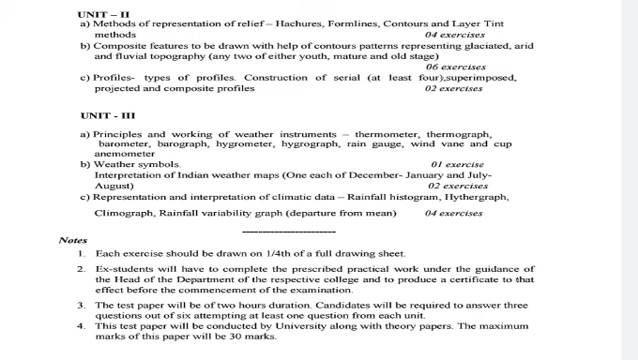 UNIT – II
a) Methods of representation of relief – Hachures, Formlines, Contours and Layer Tint
methods 04 exercises
b) Composite features to be drawn with help of contours patterns representing glaciated, arid
and fluvial topography (any two of either youth, mature and old stage)
06 exercises
c) Profiles- types of profiles. Construction of serial (at least four),superimposed,
projected and composite profiles 02 exercises
UNIT - III
a) Principles and working of weather instruments – thermometer, thermograph,
barometer, barograph, hygrometer, hygrograph, rain gauge, wind vane and cup
anemometer
b) Weather symbols. 01 exercise
Interpretation of Indian weather maps (One each of December- January and July-
August) 02 exercises
c) Representation and interpretation of climatic data – Rainfall histogram, Hythergraph,
Climograph, Rainfall variability graph (departure from mean) 04 exercises
-----------------------
Notes
1. Each exercise should be drawn on 1/4th of a full drawing sheet.
2. Ex-students will have to complete the prescribed practical work under the guidance of
the Head of the Department of the respective college and to produce a certificate to that
effect before the commencement of the examination.
3. The test paper will be of two hours duration. Candidates will be required to answer three
questions out of six attempting at least one question from each unit.
4. This test paper will be conducted by University along with theory papers. The maximum
marks of this paper will be 30 marks.